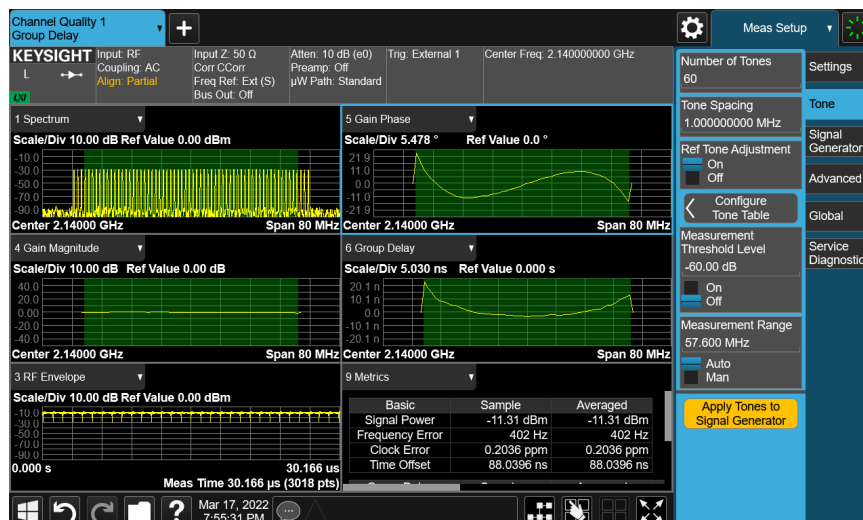 Channel Quality 1
Group Delay
Meas Setup
KEYSIGHT
L
LXI
Input: RF
Coupling: AC
Align: Partial
Input Z: 50 Ω
Corr CCorr
Freq Ref: Ext (S)
Bus Out: Off
Atten: 10 dB (e0)
Preamp: Off
µW Path: Standard
Trig: External 1
Center Freq: 2.140000000 GHz
1 Spectrum
Scale/Div 10.00 dB Ref Value 0.00 dBm
-10.0
-30.0
-50.0
-70.0
-90.0
Center 2.14000 GHz
Span 80 MHz
5 Gain Phase
Scale/Div 5.478 ° Ref Value 0.0 °
21.9
11.0
0.0
-11.0
-21.9
Center 2.14000 GHz
Span 80 MHz
4 Gain Magnitude
Scale/Div 10.00 dB Ref Value 0.00 dB
40.0
20.0
0.00
-20.0
-40.0
Center 2.14000 GHz
Span 80 MHz
6 Group Delay
Scale/Div 5.030 ns Ref Value 0.000 s
20.1 n
10.1 n
0.0
-10.1 n
-20.1 n
Center 2.14000 GHz
Span 80 MHz
3 RF Envelope
Scale/Div 10.00 dB Ref Value 0.00 dBm
-10.0
-30.0
-50.0
-70.0
-90.0
0.000 s
30.166 us
Meas Time 30.166 µs (3018 pts)
9 Metrics
Basic Sample Averaged
Signal Power -11.31 dBm -11.31 dBm
Frequency Error 402 Hz 402 Hz
Clock Error 0.2036 ppm 0.2036 ppm
Time Offset 88.0396 ns 88.0396 ns
Number of Tones
60
Tone Spacing
1.000000000 MHz
Ref Tone Adjustment
On
Off
Configure
Tone Table
Measurement
Threshold Level
-60.00 dB
On
Off
Measurement Range
57.600 MHz
Auto
Man
Apply Tones to
Signal Generator
Settings
Tone
Signal
Generator
Advanced
Global
Service
Diagnostic
?
Mar 17, 2022
7:55:31 PM